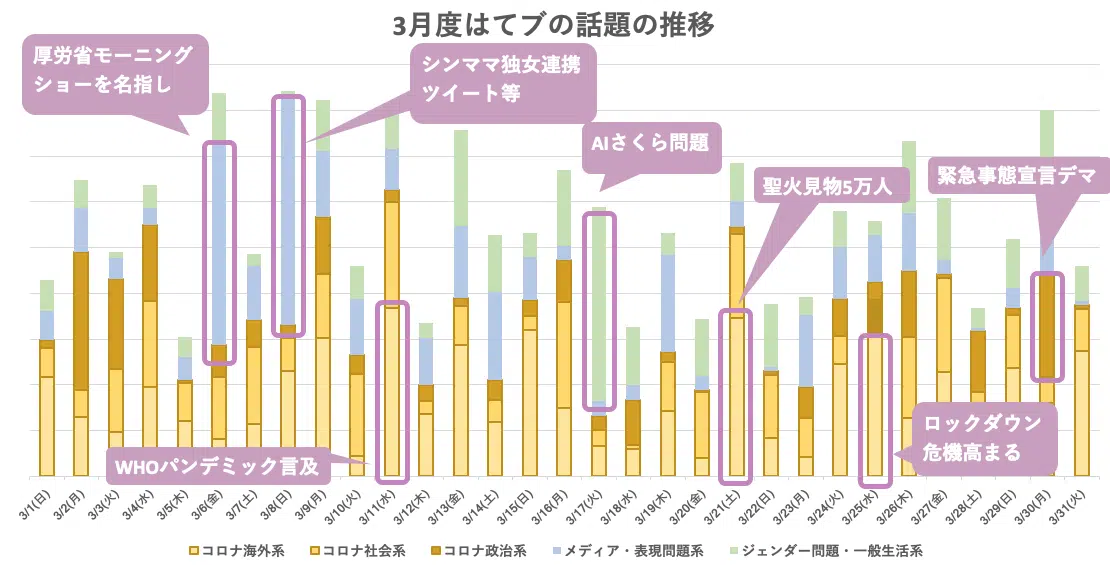 3月度はてブの話題の推移
厚労省モーニング
ショーを名指し
シンママ独女連携
ツイート等
AIさくら問題
聖火見物5万人
緊急事態宣言デマ
WHOパンデミック言及
ロックダウン
危機高まる
3/1(日)
3/2(月)
3/3(火)
3/4(水)
3/5(木)
3/6(金)
3/7(土)
3/8(日)
3/9(月)
3/10(火)
3/11(水)
3/12(木)
3/13(金)
3/14(土)
3/15(日)
3/16(月)
3/17(火)
3/18(水)
3/19(木)
3/20(金)
3/21(土)
3/22(日)
3/23(月)
3/24(火)
3/25(水)
3/26(木)
3/27(金)
3/28(土)
3/29(日)
3/30(月)
3/31(火)
コロナ海外系 コロナ社会系 コロナ政治系 メディア・表現問題系 ジェンダー問題・一般生活系